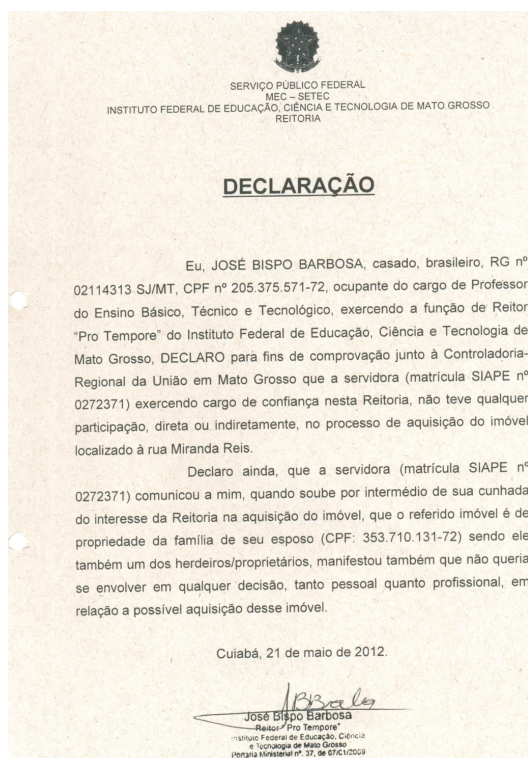 SERVIÇO PÚBLICO FEDERAL
MEC – SETEC
INSTITUTO FEDERAL DE EDUCAÇÃO, CIÊNCIA E TECNOLOGIA DE MATO GROSSO
REITORIA
DECLARAÇÃO
Eu, JOSÉ BISPO BARBOSA, casado, brasileiro, RG nº
02114313 SJ/MT, CPF nº 205.375.571-72, ocupante do cargo de Professor
do Ensino Básico, Técnico e Tecnológico, exercendo a função de Reitor
“Pro Tempore” do Instituto Federal de Educação, Ciência e Tecnologia de
Mato Grosso, DECLARO para fins de comprovação junto à Controladoria-
Regional da União em Mato Grosso que a servidora (matrícula SIAPE nº
0272371) exercendo cargo de confiança nesta Reitoria, não teve qualquer
participação, direta ou indiretamente, no processo de aquisição do imóvel
localizado à rua Miranda Reis.
Declaro ainda, que a servidora (matrícula SIAPE nº
0272371) comunicou a mim, quando soube por intermédio de sua cunhada
do interesse da Reitoria na aquisição do imóvel, que o referido imóvel é de
propriedade da família de seu esposo (CPF: 353.710.131-72) sendo ele
também um dos herdeiros/proprietários, manifestou também que não queria
se envolver em qualquer decisão, tanto pessoal quanto profissional, em
relação a possível aquisição desse imóvel.
Cuiabá, 21 de maio de 2012.
José Bispo Barbosa
Reitor "Pro Tempore"
Instituto Federal de Educação, Ciência
e Tecnologia de Mato Grosso
Portaria Ministerial nº. 37, de 07/01/2009